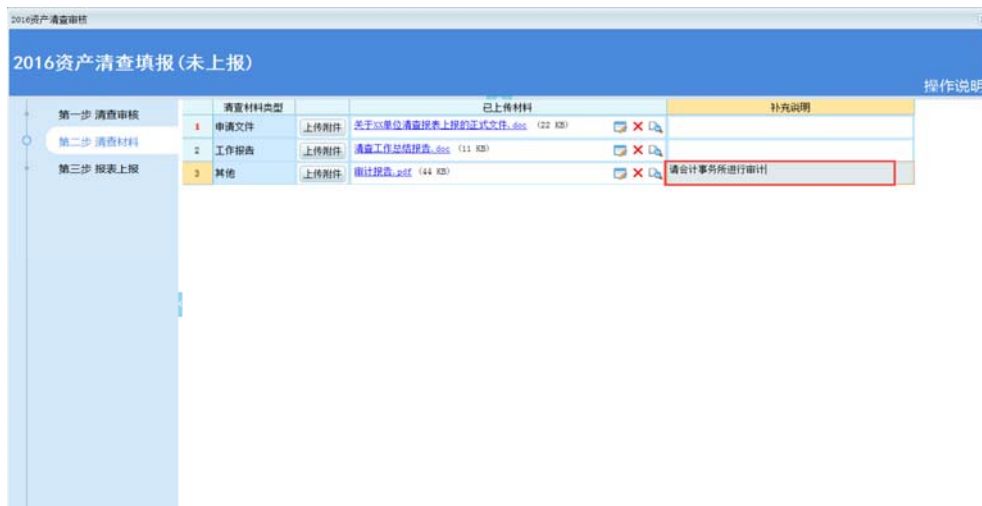 2016资产清查审核
2016资产清查填报(未上报)
操作说明
第一步 清查审核
第二步 清查材料
第三步 报表上报
清查材料类型 已上传材料 补充说明
1 申请文件 上传附件 关于XX单位清查报表上报的正式文件.doc (22 KB)
2 工作报告 上传附件 清查工作总结报告.doc (11 KB)
3 其他 上传附件 审计报告.pdf (44 KB) 请会计事务所进行审计